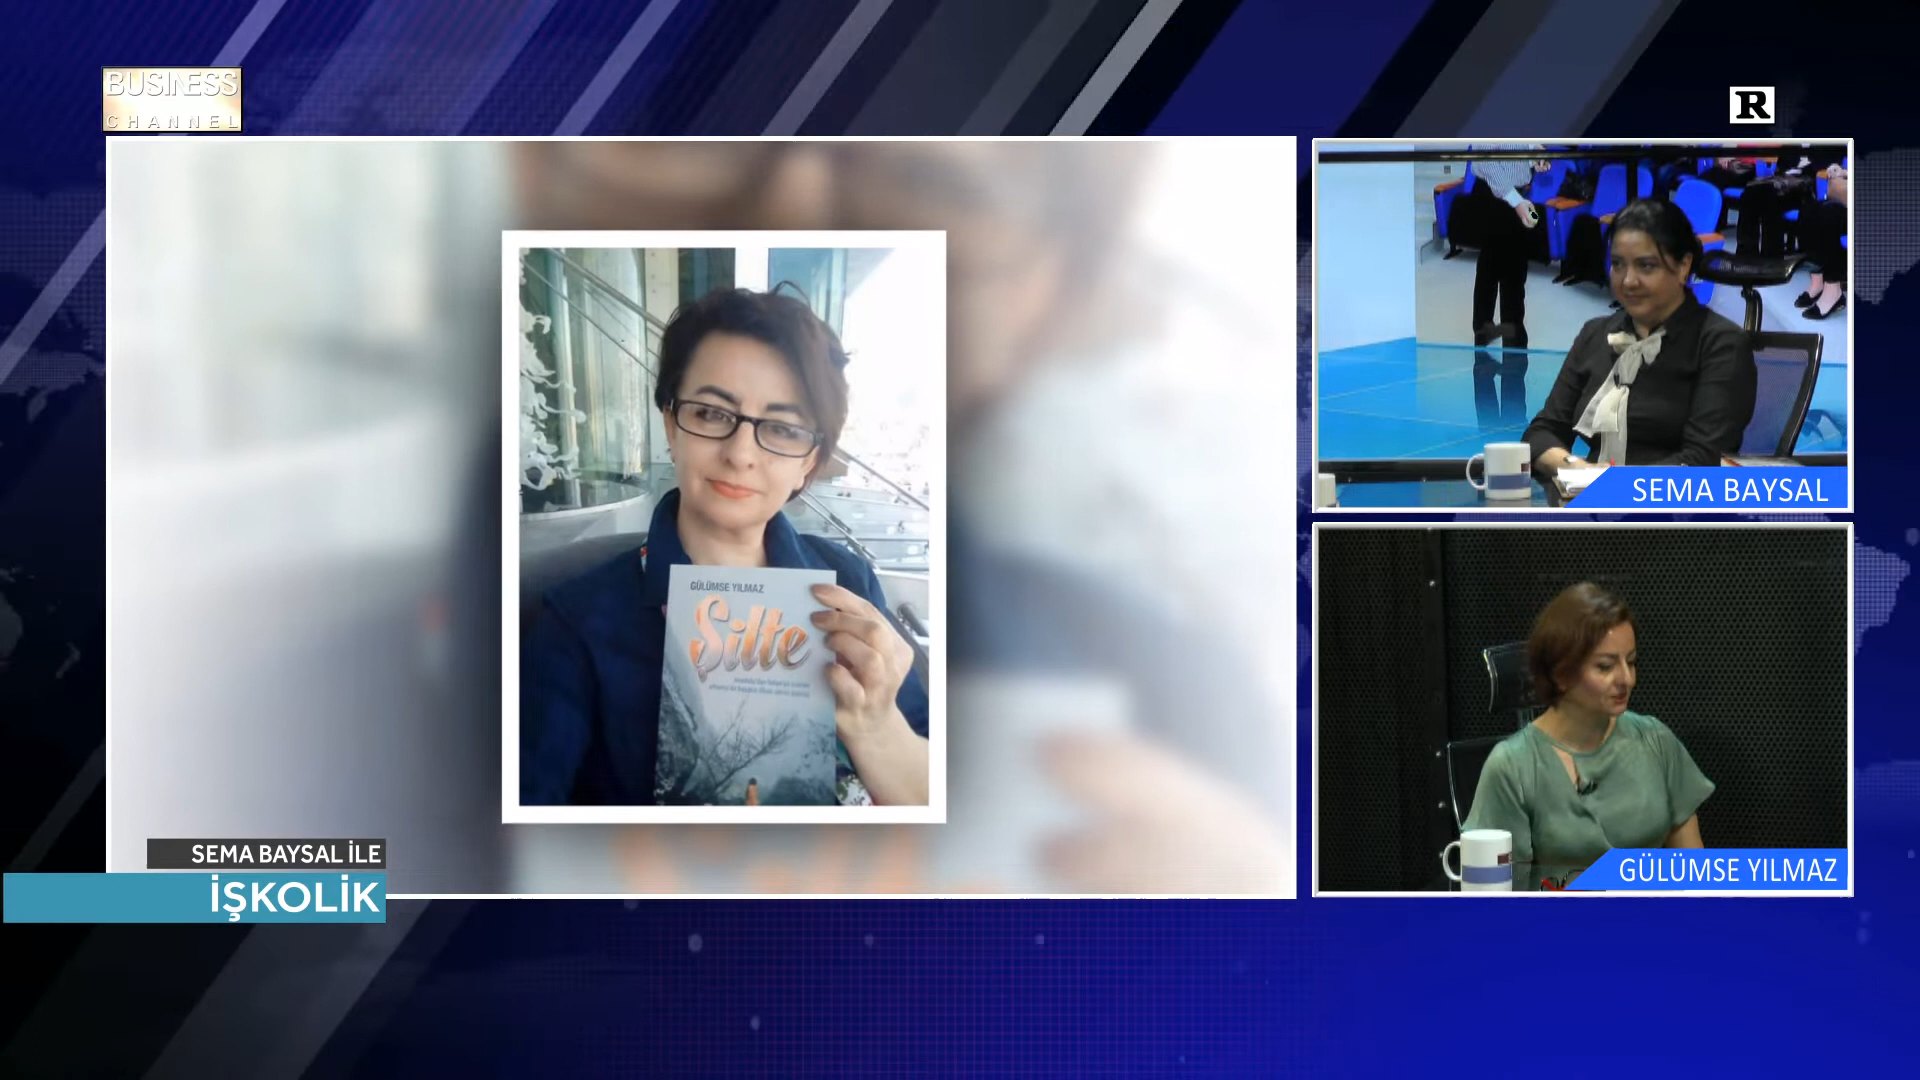 BUSINESS
CHANNEL
R
GÜLÜMSE YILMAZ
Şilte
SEMA BAYSAL
GÜLÜMSE YILMAZ
SEMA BAYSAL İLE
İŞKOLİK